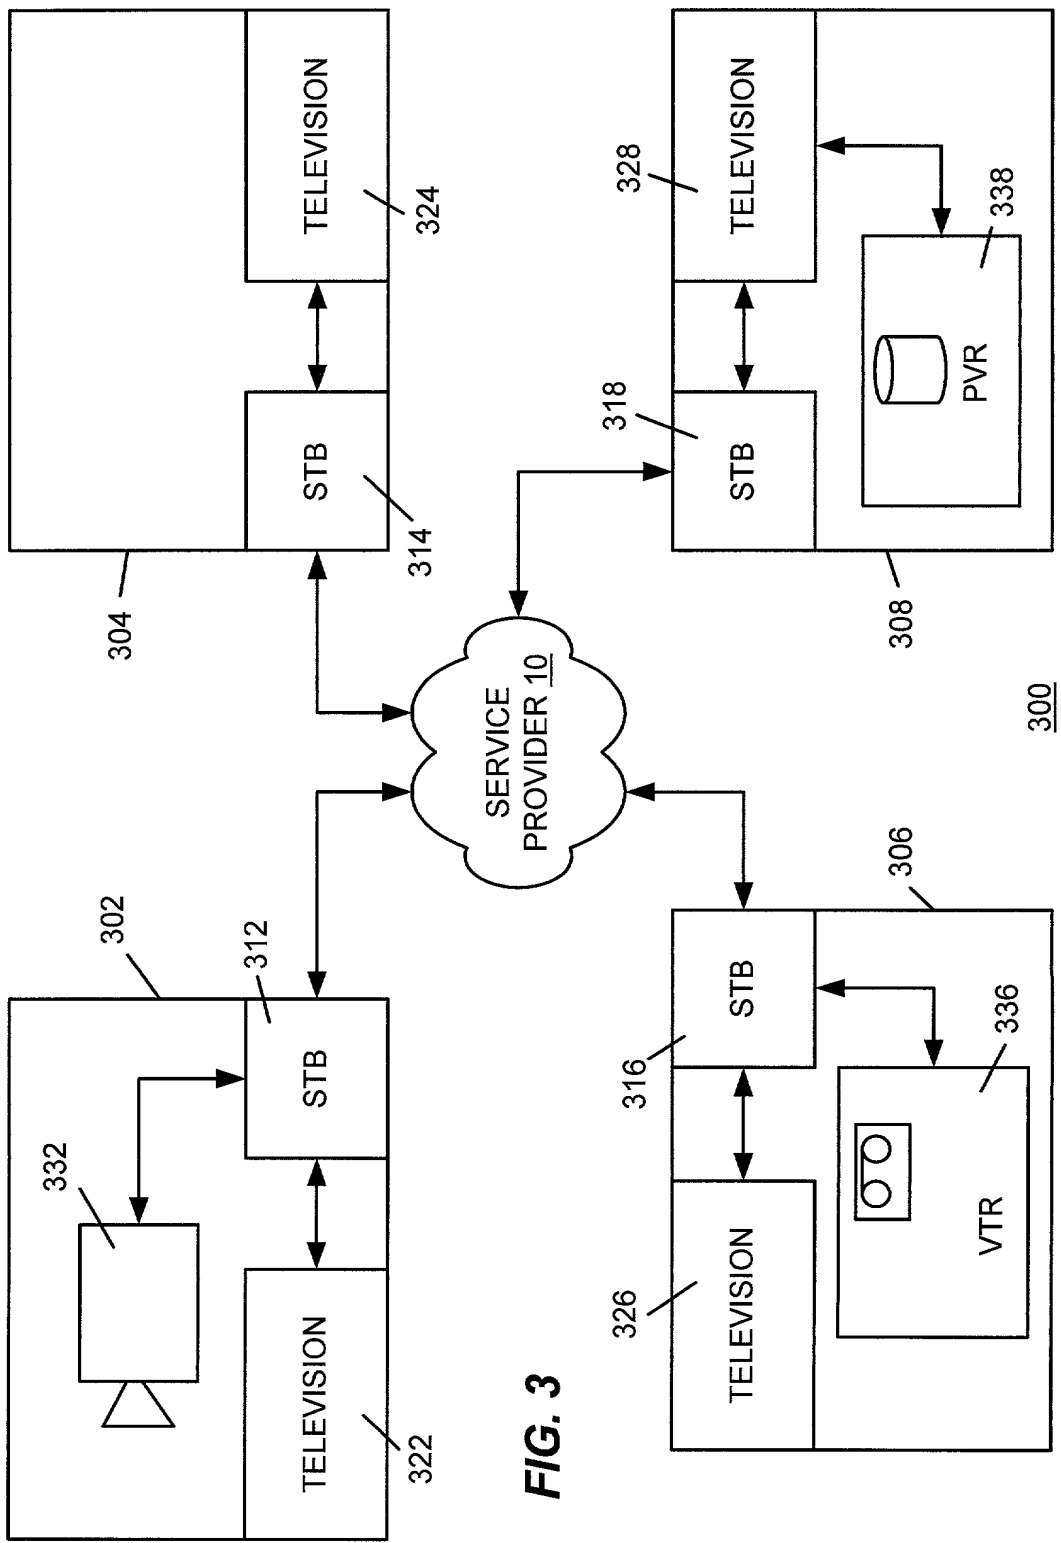 332
302
304
312
TELEVISION
STB
STB
TELEVISION
322
314
324
SERVICE
PROVIDER 10
FIG. 3
326
316
318
328
TELEVISION
STB
STB
TELEVISION
306
308
VTR
336
PVR
338
300